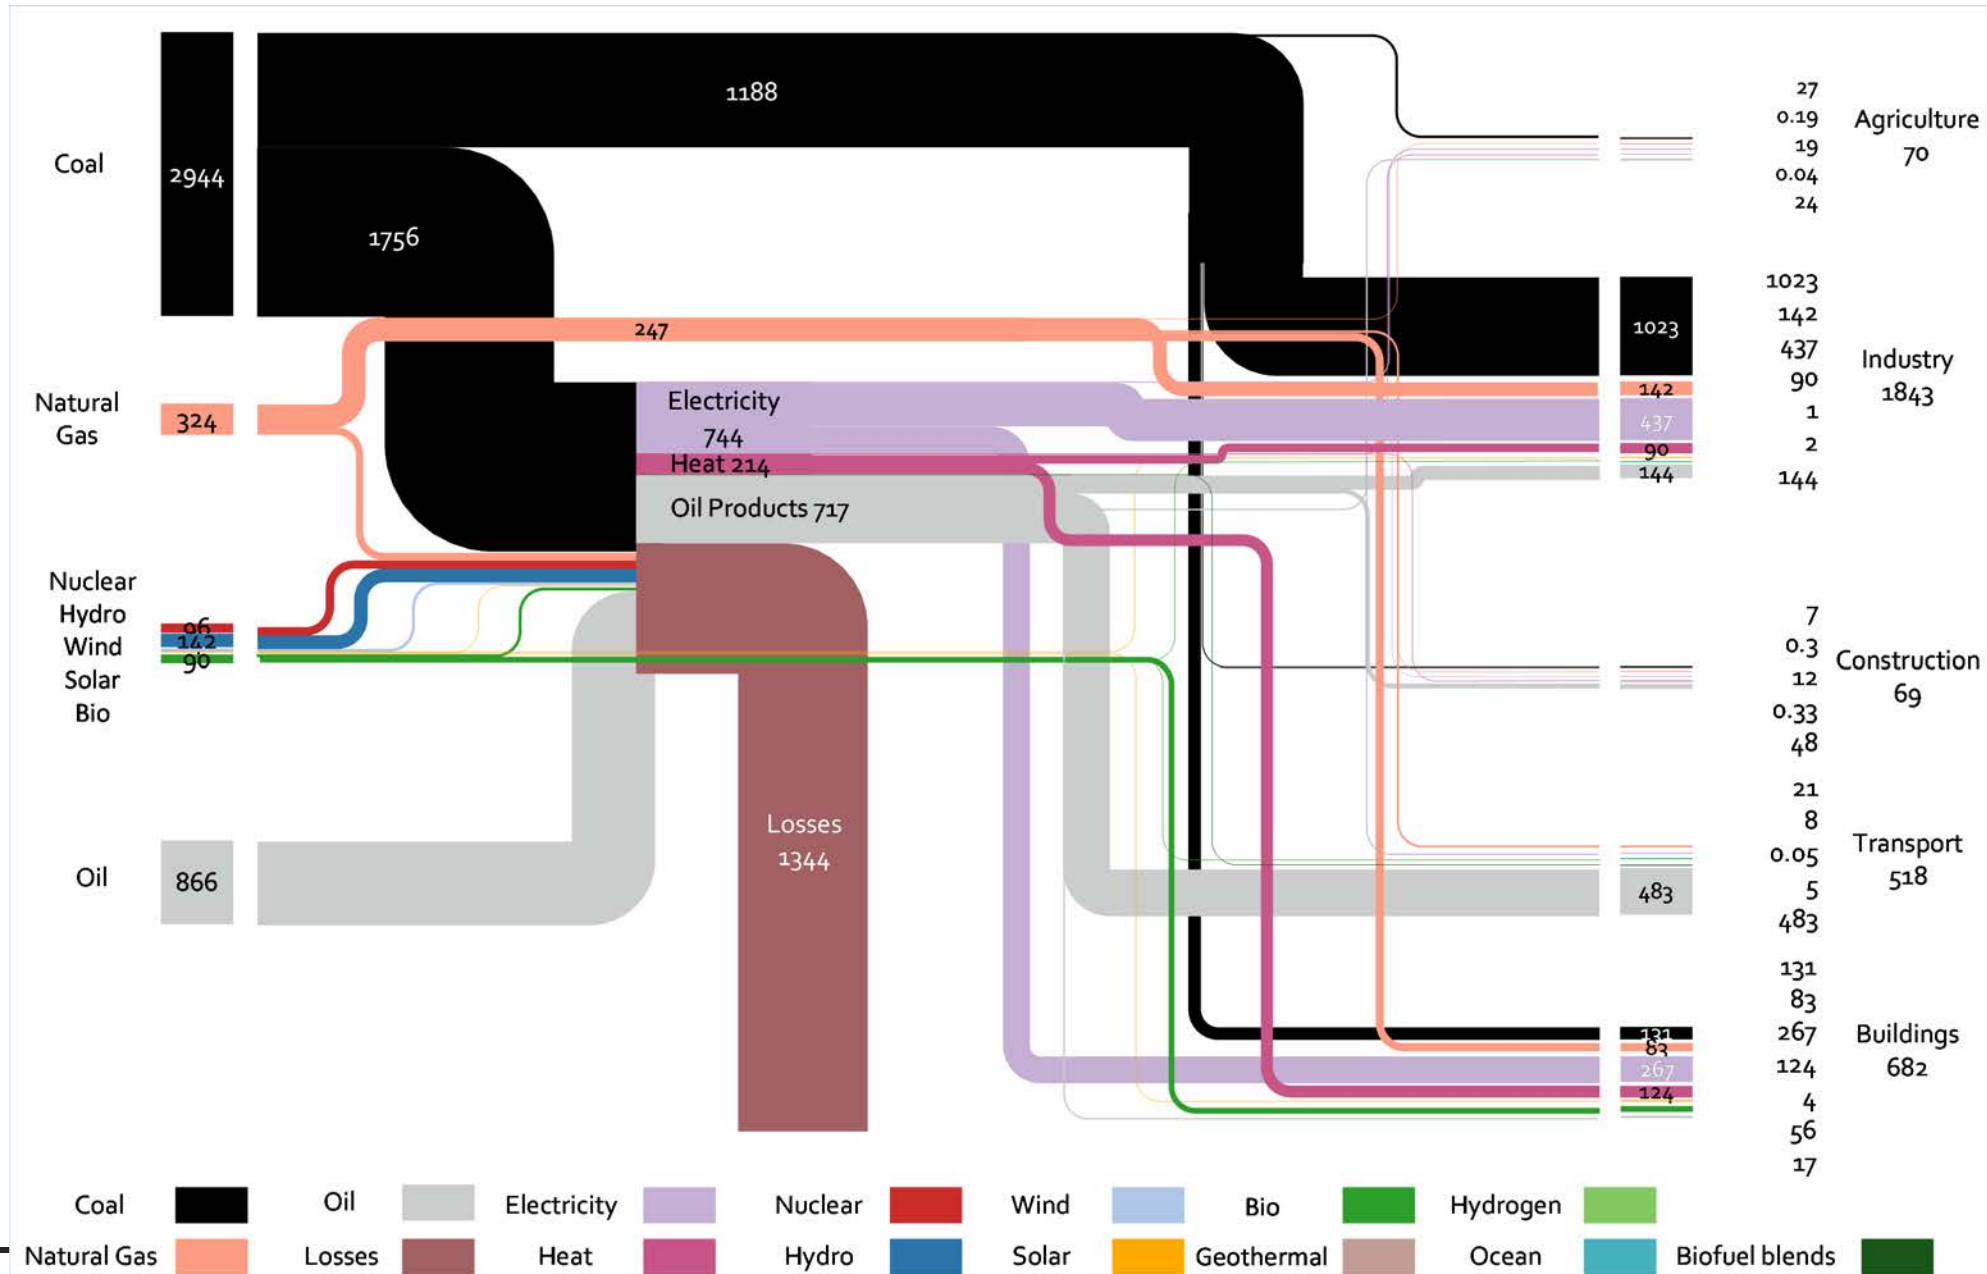 Coal
2944
1188
1756
Natural
Gas
324
247
Electricity
744
Heat 214
Oil Products 717
Nuclear
Hydro
Wind
Solar
Bio
96
142
90
Oil
866
Losses
1344
27
0.19
19
0.04
24
Agriculture
70
1023
142
437
90
144
1023
142
437
90
1
2
144
Industry
1843
7
0.3
12
0.33
48
Construction
69
21
8
0.05
5
483
483
Transport
518
131
83
267
124
131
83
267
124
4
56
17
Buildings
682
Coal
Oil
Electricity
Nuclear
Wind
Bio
Hydrogen
Natural Gas
Losses
Heat
Hydro
Solar
Geothermal
Ocean
Biofuel blends